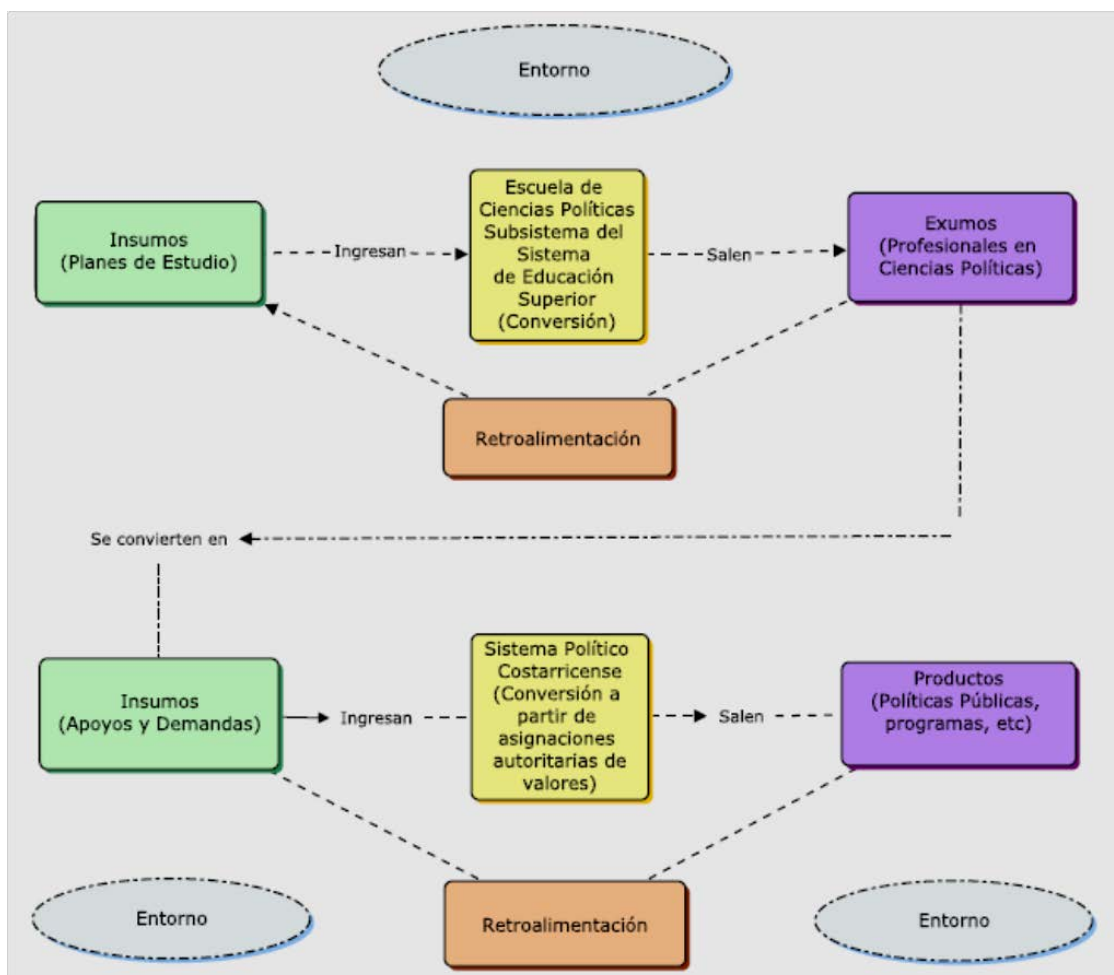 Entorno
Insumos
(Planes de Estudio)
Ingresan
Escuela de
Ciencias Políticas
Subsistema del
Sistema
de Educación
Superior
(Conversión)
Salen
Exumos
(Profesionales en
Ciencias Políticas)
Retroalimentación
Se convierten en
Insumos
(Apoyos y Demandas)
Ingresan
Sistema Político
Costarricense
(Conversión a
partir de
asignaciones
autoritarias de
valores)
Salen
Productos
(Políticas Públicas,
programas, etc)
Entorno
Retroalimentación
Entorno